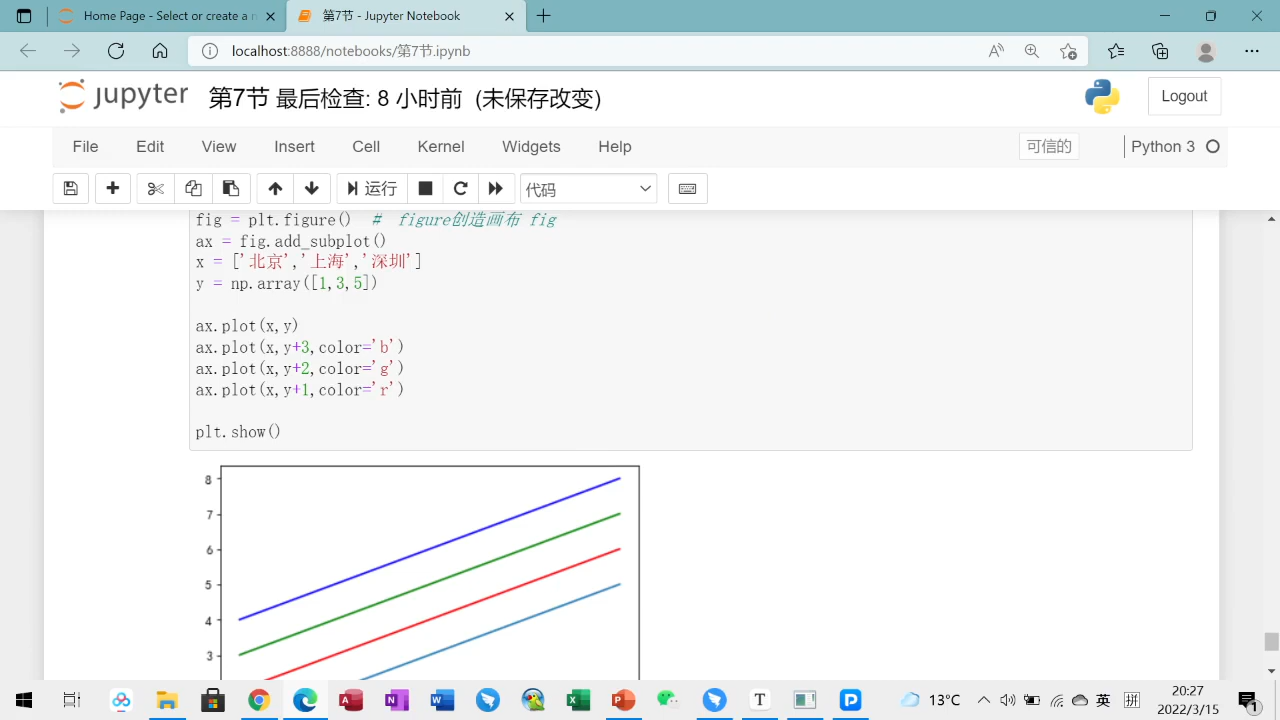 Home Page - Select or create a n
第7节 - Jupyter Notebook
localhost:8888/notebooks/第7节.ipynb
jupyter 第7节 最后检查: 8 小时前 (未保存改变)
Logout
File Edit View Insert Cell Kernel Widgets Help
可信的 Python 3
运行 代码
fig = plt.figure() # figure创造画布 fig
ax = fig.add_subplot()
x = ['北京','上海','深圳']
y = np.array([1,3,5])
ax.plot(x,y)
ax.plot(x,y+3,color='b')
ax.plot(x,y+2,color='g')
ax.plot(x,y+1,color='r')
plt.show()
8
7
6
5
4
3
13°C 英 拼 20:27
2022/3/15